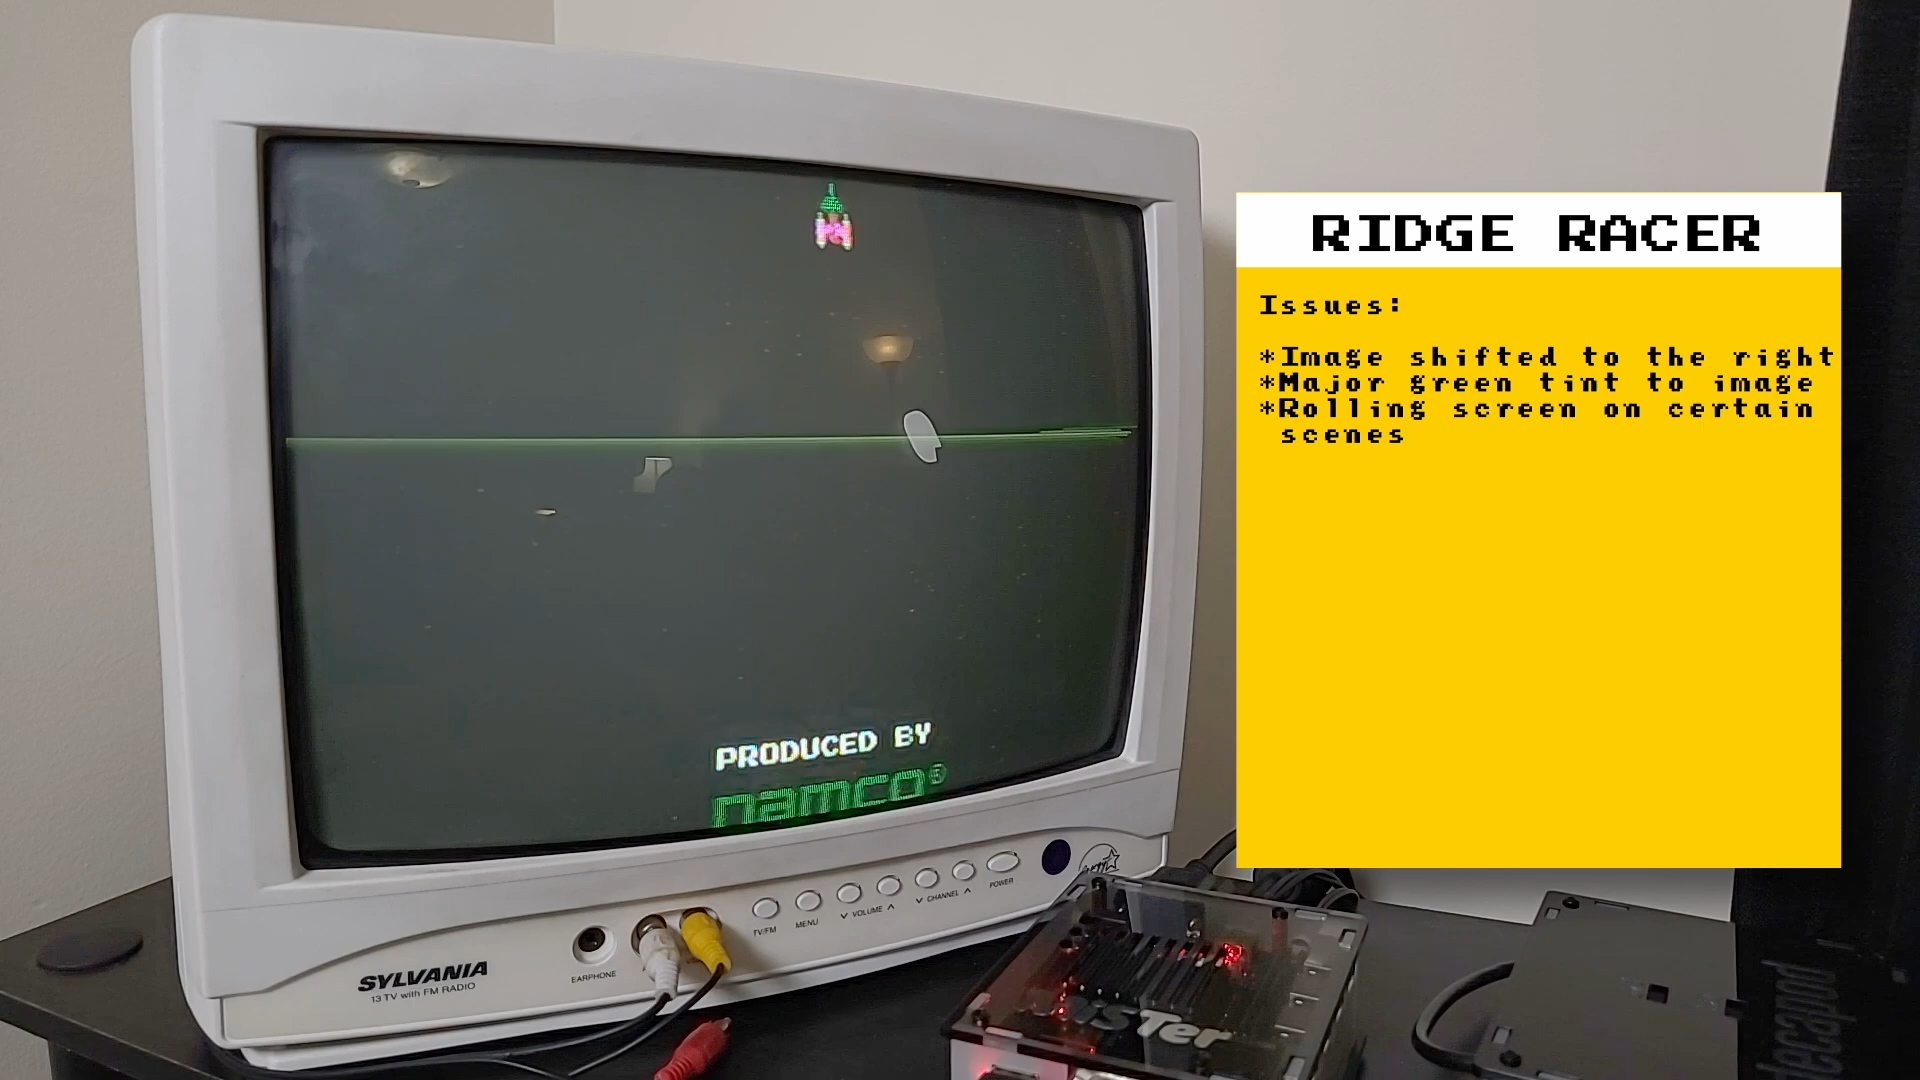 RIDGE RACER
Issues:
*Image shifted to the right
*Major green tint to image
*Rolling screen on certain
scenes
PRODUCED BY
namco®
TV/FM
MENU
VOLUME
CHANNEL
POWER
EARPHONE
SYLVANIA
13 TV with FM RADIO
MiSTer